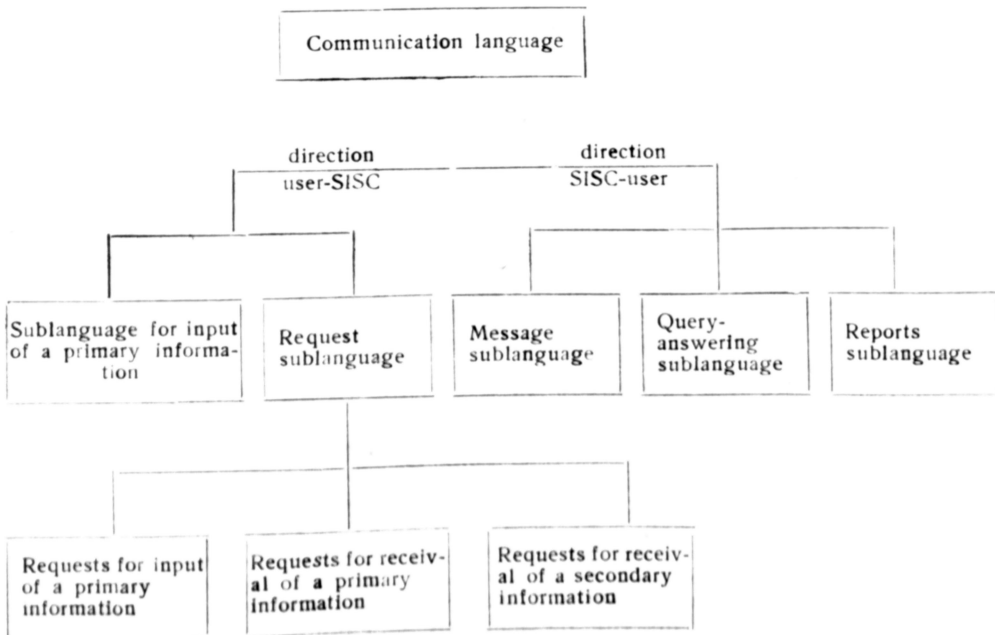 Communication language
direction
user-SISC
direction
SISC-user
Sublanguage for input
of a primary informa-
tion
Request
sublanguage
Message
sublanguage
Query-
answering
sublanguage
Reports
sublanguage
Requests for input
of a primary
information
Requests for receiv-
al of a primary
information
Requests for receiv-
al of a secondary
information